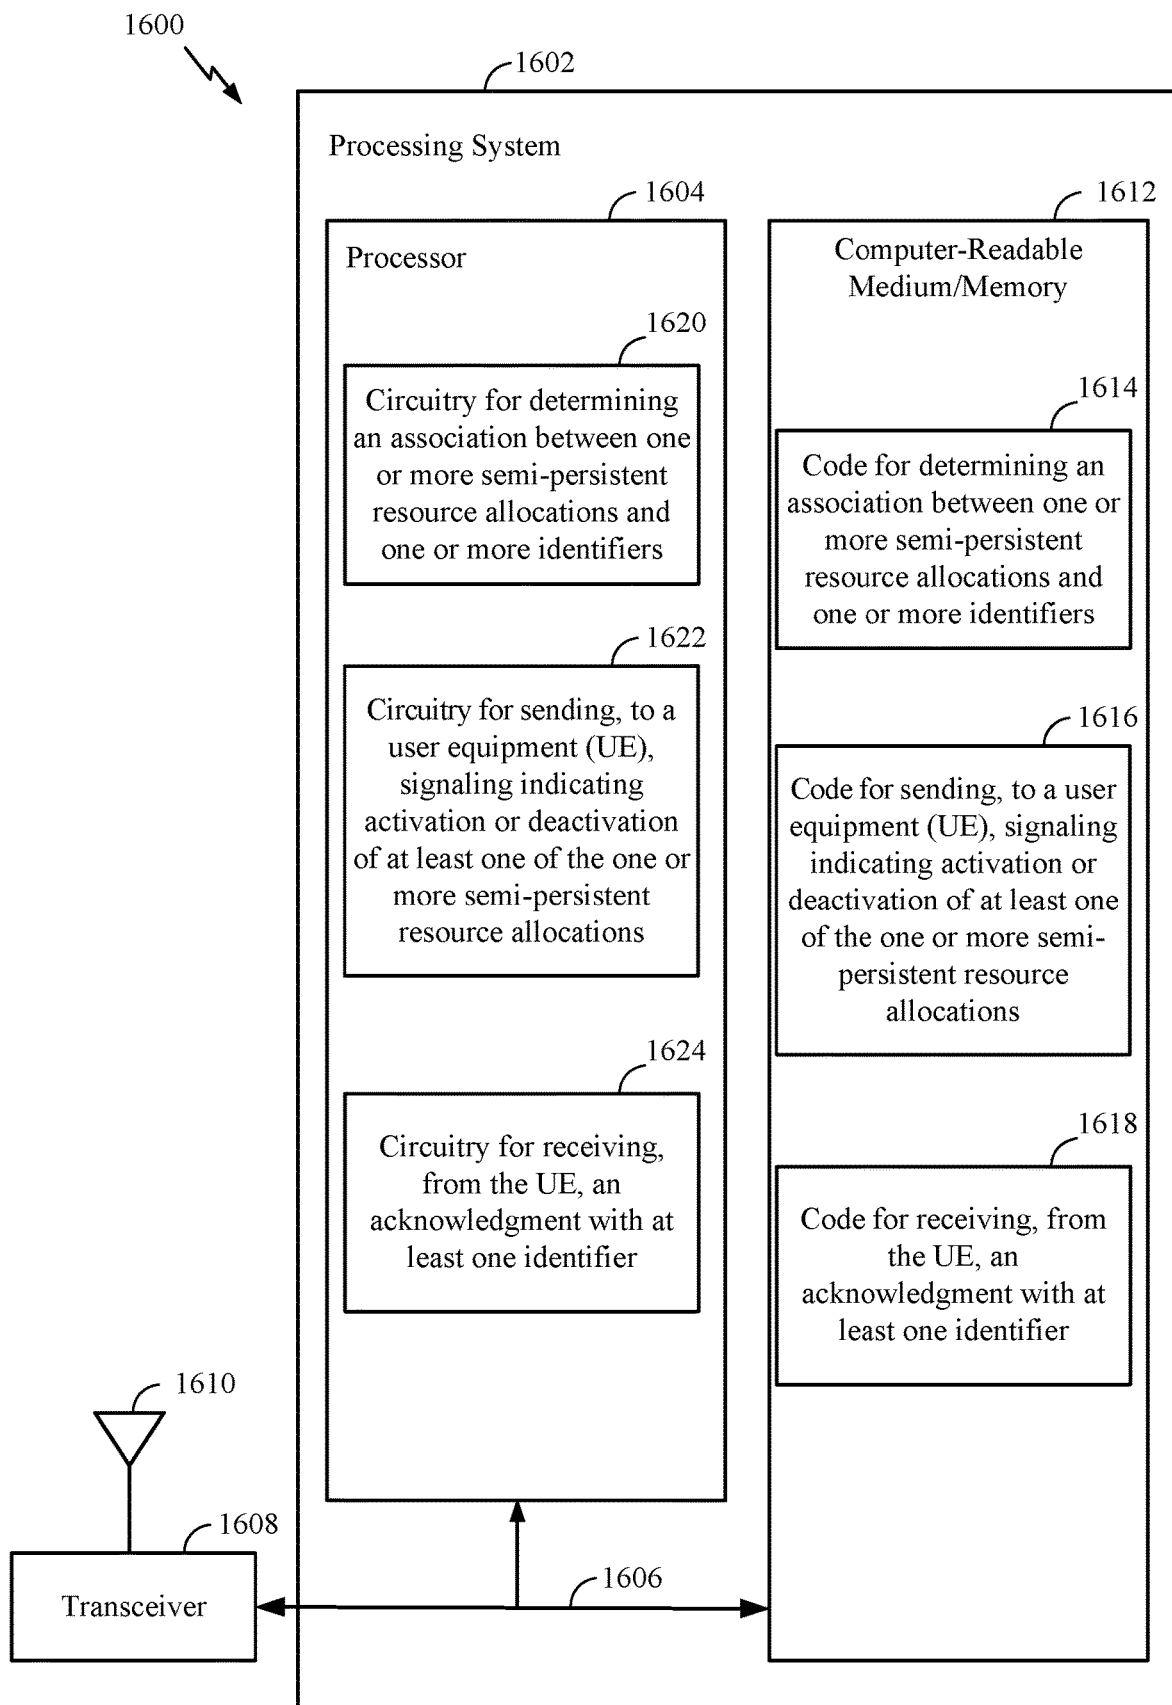 1600
1602
Processing System
1604
Processor
1620
Circuitry for determining
an association between one
or more semi-persistent
resource allocations and
one or more identifiers
1622
Circuitry for sending, to a
user equipment (UE),
signaling indicating
activation or deactivation
of at least one of the one or
more semi-persistent
resource allocations
1624
Circuitry for receiving,
from the UE, an
acknowledgment with at
least one identifier
1612
Computer-Readable
Medium/Memory
1614
Code for determining an
association between one or
more semi-persistent
resource allocations and
one or more identifiers
1616
Code for sending, to a user
equipment (UE), signaling
indicating activation or
deactivation of at least one
of the one or more semi-
persistent resource
allocations
1618
Code for receiving, from
the UE, an
acknowledgment with at
least one identifier
1610
1608
Transceiver
1606